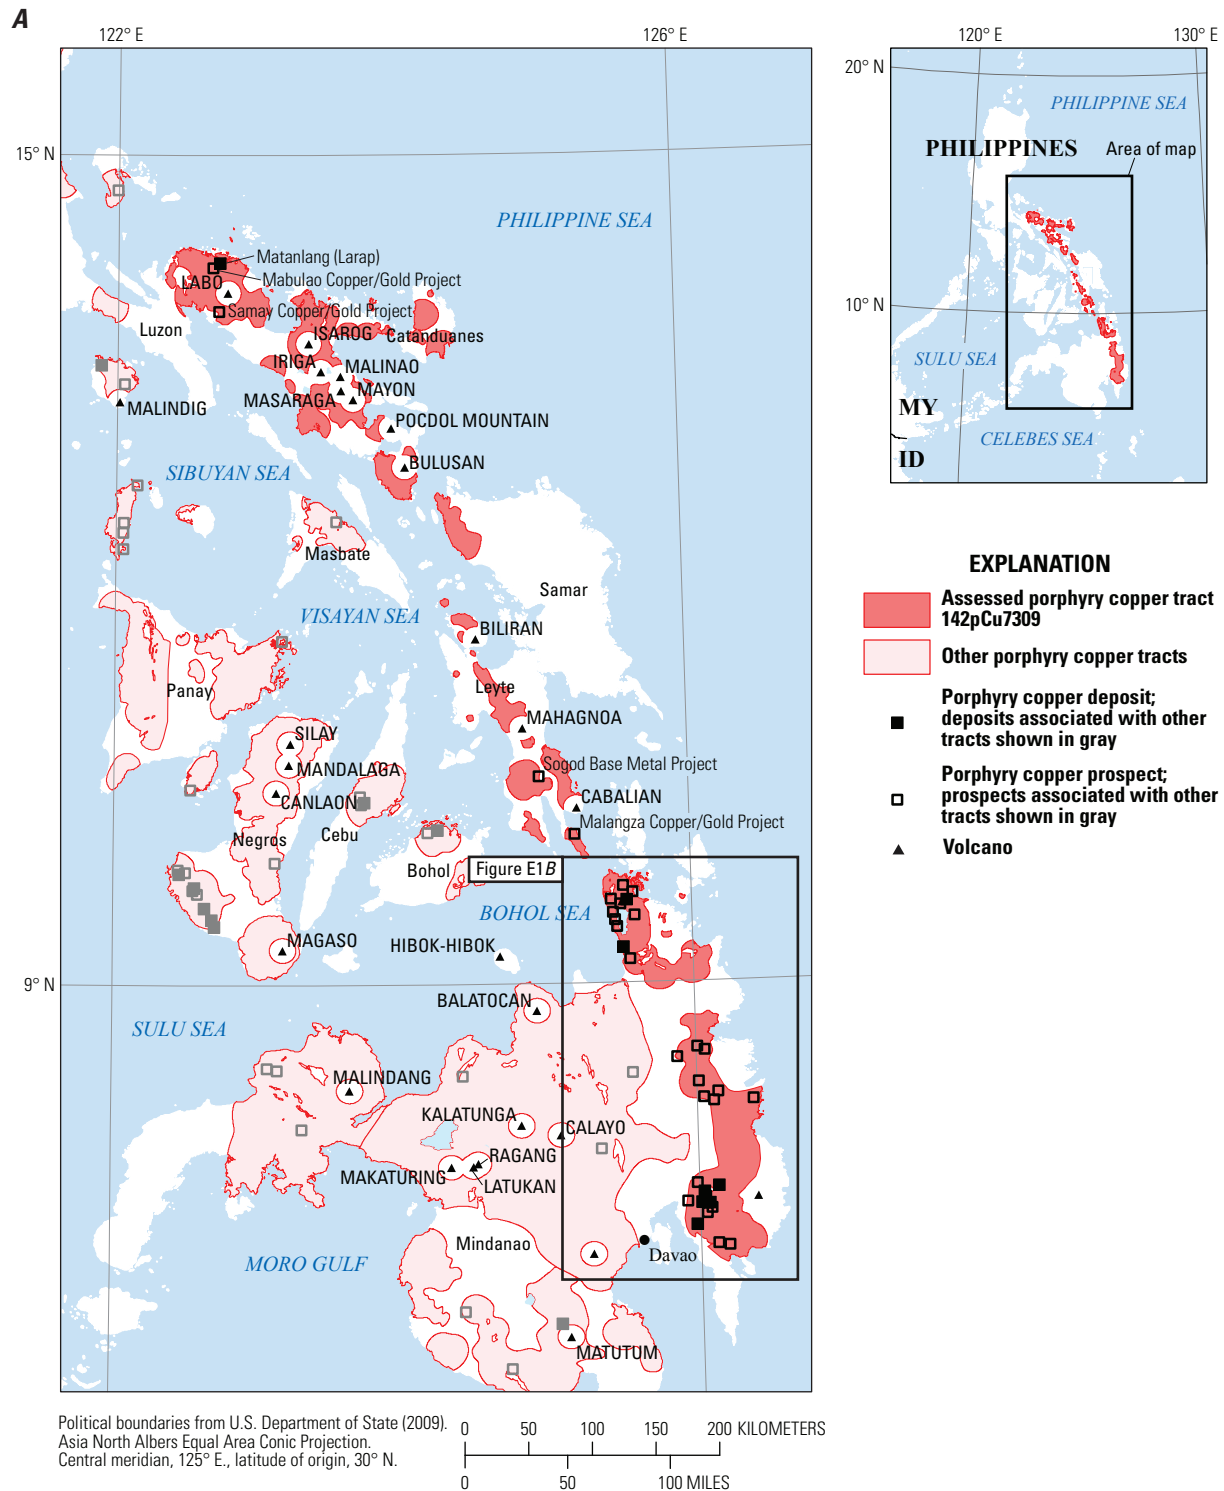 A
122° E
126° E
120° E
130° E
20° N
PHILIPPINE SEA
PHILIPPINES
Area of map
15° N
PHILIPPINE SEA
Matanlang (Larap)
Mabulao Copper/Gold Project
LABO
Samay Copper/Gold Project
Luzon
ISAROG
Catanduanes
IRIGA
MALINAO
MAYON
MASARAGA
MALINDIG
POCDOL MOUNTAIN
BULUSAN
SIBUYAN SEA
10° N
SULU SEA
MY
CELEBES SEA
ID
Masbate
Samar
VISAYAN SEA
BILIRAN
Leyte
Panay
MAHAGNOA
SILAY
MANDALAGA
Sogod Base Metal Project
CANLAON
CABALIAN
Malangza Copper/Gold Project
Negros
Cebu
Bohol
Figure E1B
BOHOL SEA
MAGASO
HIBOK-HIBOK
9° N
BALATOCAN
SULU SEA
MALINDANG
KALATUNGA
CALAYO
RAGANG
MAKATURING
LATUKAN
Mindanao
Davao
MORO GULF
MATUTUM
EXPLANATION
Assessed porphyry copper tract
142pCu7309
Other porphyry copper tracts
Porphyry copper deposit;
deposits associated with other
tracts shown in gray
Porphyry copper prospect;
prospects associated with other
tracts shown in gray
Volcano
Political boundaries from U.S. Department of State (2009).
Asia North Albers Equal Area Conic Projection.
Central meridian, 125° E., latitude of origin, 30° N.
0 50 100 150 200 KILOMETERS
0 50 100 MILES